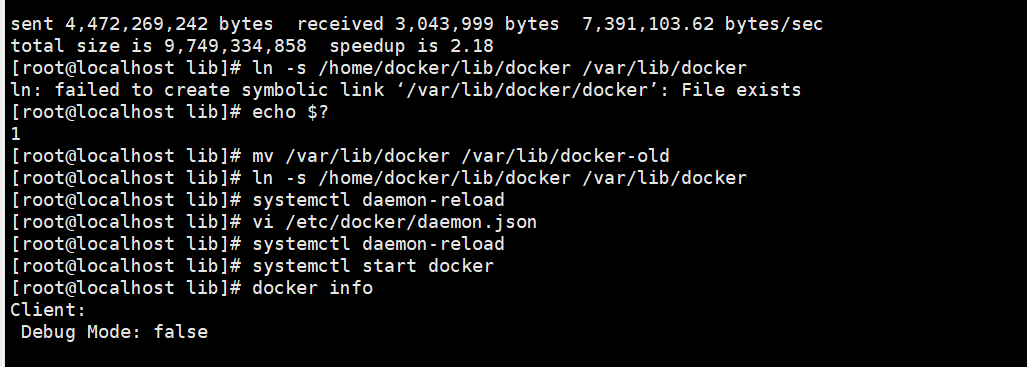 sent 4,472,269,242 bytes  received 3,043,999 bytes  7,391,103.62 bytes/sec
total size is 9,749,334,858  speedup is 2.18
[root@localhost lib]# ln -s /home/docker/lib/docker /var/lib/docker
ln: failed to create symbolic link ‘/var/lib/docker/docker’: File exists
[root@localhost lib]# echo $?
1
[root@localhost lib]# mv /var/lib/docker /var/lib/docker-old
[root@localhost lib]# ln -s /home/docker/lib/docker /var/lib/docker
[root@localhost lib]# systemctl daemon-reload
[root@localhost lib]# vi /etc/docker/daemon.json
[root@localhost lib]# systemctl daemon-reload
[root@localhost lib]# systemctl start docker
[root@localhost lib]# docker info
Client:
 Debug Mode: false